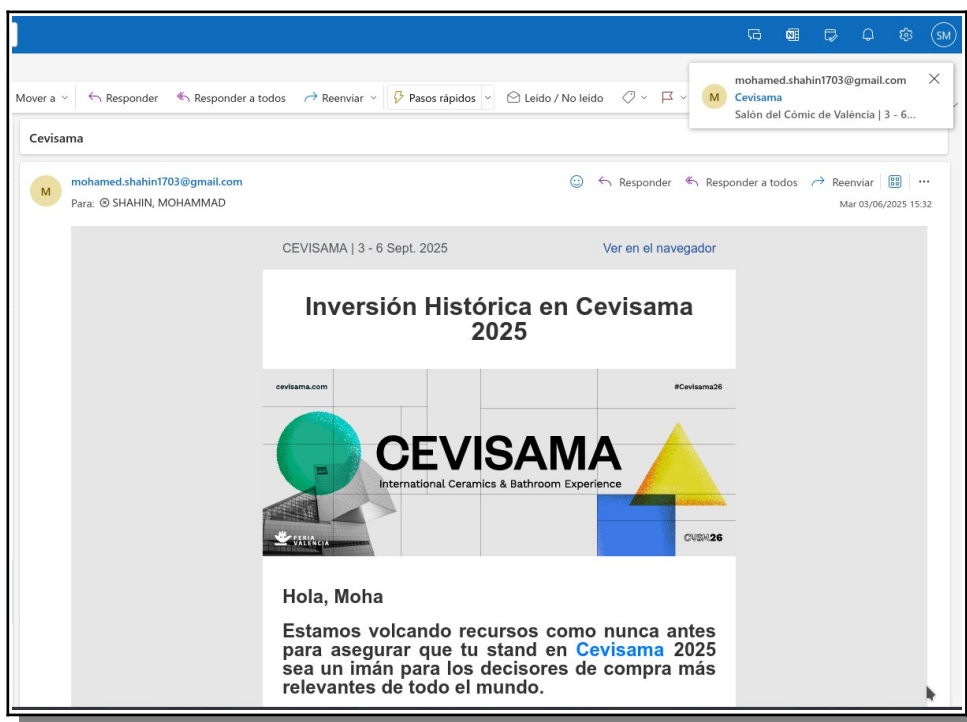 SM
mohamed.shahin1703@gmail.com
M
Cevisama
Salón del Cómic de València | 3 - 6...
Mover a
Responder
Responder a todos
Reenviar
Pasos rápidos
Leído / No leído
Cevisama
M
mohamed.shahin1703@gmail.com
Para: SHAHIN, MOHAMMAD
Responder
Responder a todos
Reenviar
Mar 03/06/2025 15:32
CEVISAMA | 3 - 6 Sept. 2025
Ver en el navegador
Inversión Histórica en Cevisama
2025
cevisama.com
#Cevisama26
CEVISAMA
International Ceramics & Bathroom Experience
FERIA
VALENCIA
CVSM26
Hola, Moha
Estamos volcando recursos como nunca antes
para asegurar que tu stand en Cevisama 2025
sea un imán para los decisores de compra más
relevantes de todo el mundo.